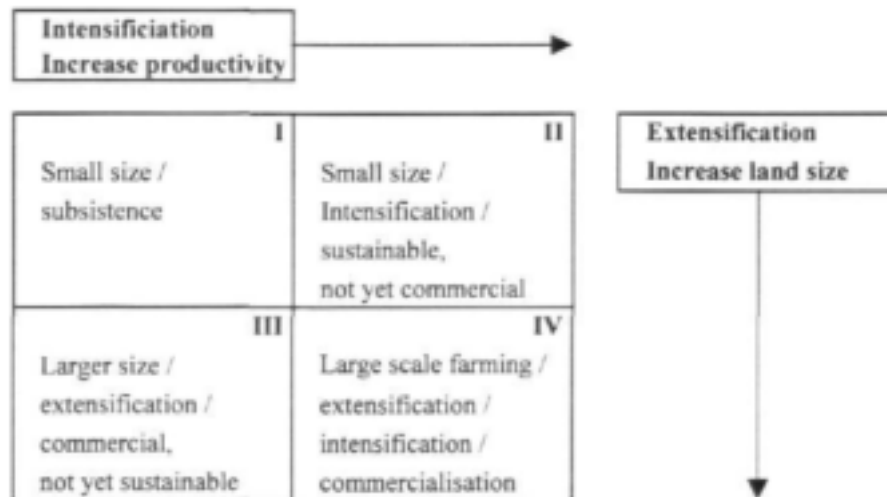 Intensificiation
Increase productivity
I
Small size /
subsistence
II
Small size /
Intensification /
sustainable,
not yet commercial
Extensification
Increase land size
III
Larger size /
extensification /
commercial,
not yet sustainable
IV
Large scale farming /
extensification /
intensification /
commercialisation